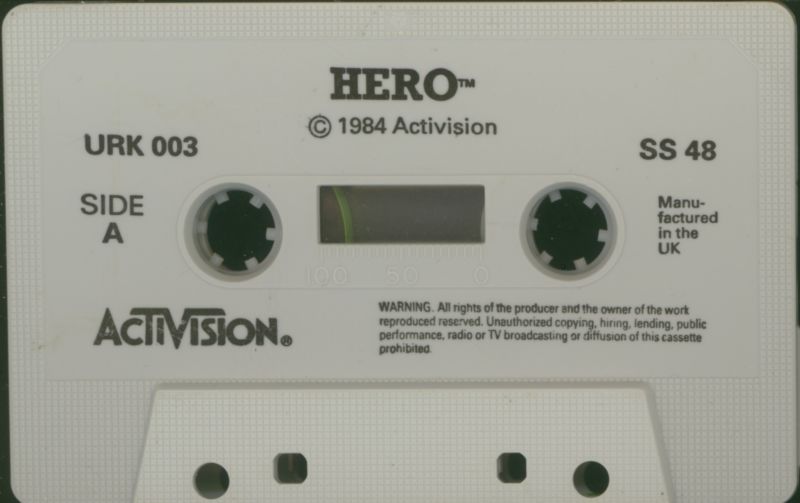 HERO™
© 1984 Activision
URK 003
SS 48
SIDE
A
Manu-
factured
in the
UK
100 50 0
ACTIVISION®
WARNING. All rights of the producer and the owner of the work
reproduced reserved. Unauthorized copying, hiring, lending, public
performance, radio or TV broadcasting or diffusion of this cassette
prohibited.